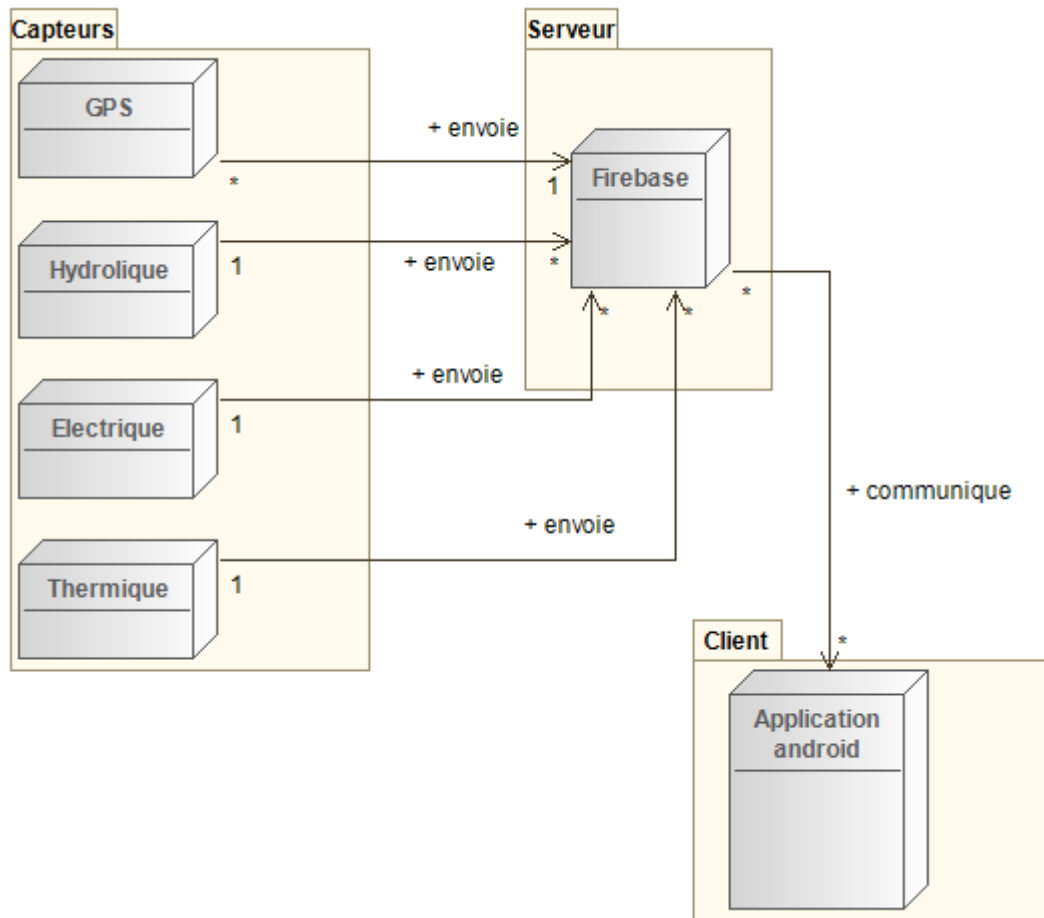 Capteurs
Serveur
GPS
+ envoie
*
1
Firebase
Hydrolique
1
+ envoie
*
*
*
*
Electrique
+ envoie
1
+ communique
Thermique
+ envoie
1
Client
*
Application
android